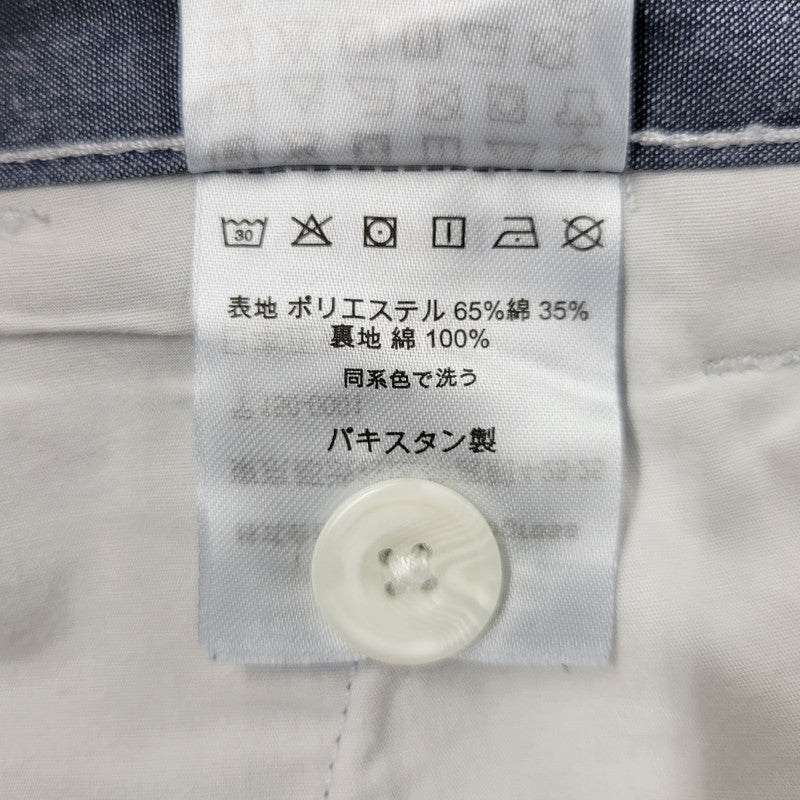 30
表地 ポリエステル 65%綿 35%
裏地 綿 100%
同系色で洗う
パキスタン製